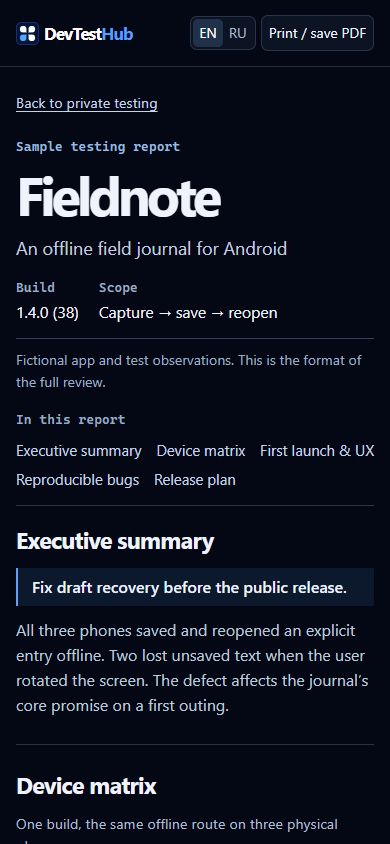 DevTestHub
EN RU
Print / save PDF
Back to private testing
Sample testing report
Fieldnote
An offline field journal for Android
Build Scope
1.4.0 (38) Capture → save → reopen
Fictional app and test observations. This is the format of
the full review.
In this report
Executive summary Device matrix First launch & UX
Reproducible bugs Release plan
Executive summary
Fix draft recovery before the public release.
All three phones saved and reopened an explicit
entry offline. Two lost unsaved text when the user
rotated the screen. The defect affects the journal’s
core promise on a first outing.
Device matrix
One build, the same offline route on three physical